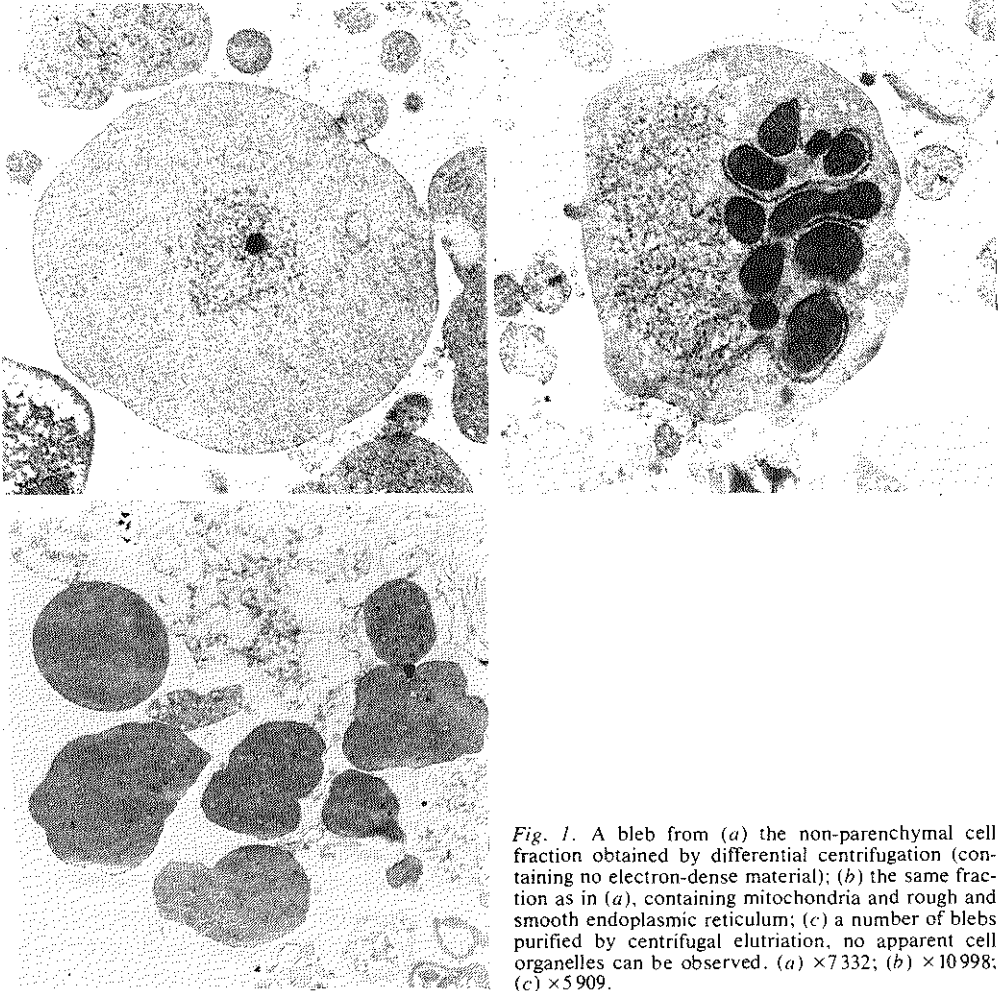 Fig. 1. A bleb from (a) the non-parenchymal cell
fraction obtained by differential centrifugation (con-
taining no electron-dense material); (b) the same frac-
tion as in (a), containing mitochondria and rough and
smooth endoplasmic reticulum; (c) a number of blebs
purified by centrifugal elutriation, no apparent cell
organelles can be observed. (a) ×7 332; (b) ×10 998;
(c) ×5 909.